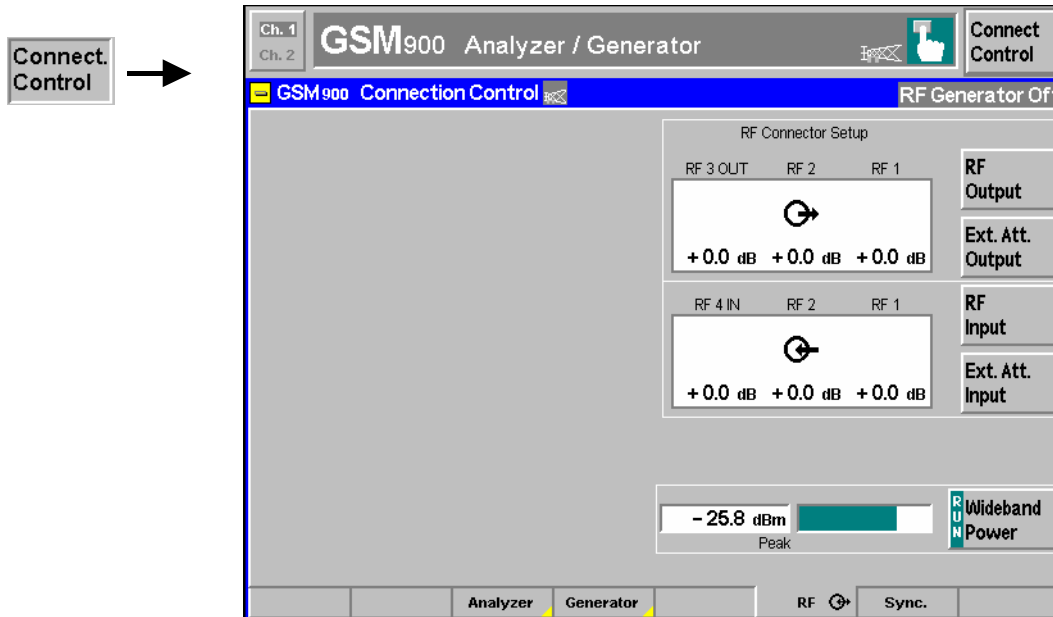 Connect.
Control
Ch. 1
Ch. 2
GSM900 Analyzer / Generator
Connect
Control
GSM900 Connection Control
RF Generator Off
RF Connector Setup
RF 3 OUT RF 2 RF 1
+0.0 dB +0.0 dB +0.0 dB
RF
Output
Ext. Att.
Output
RF 4 IN RF 2 RF 1
+0.0 dB +0.0 dB +0.0 dB
RF
Input
Ext. Att.
Input
– 25.8 dBm
Peak
RUN
Wideband
Power
Analyzer Generator RF Sync.